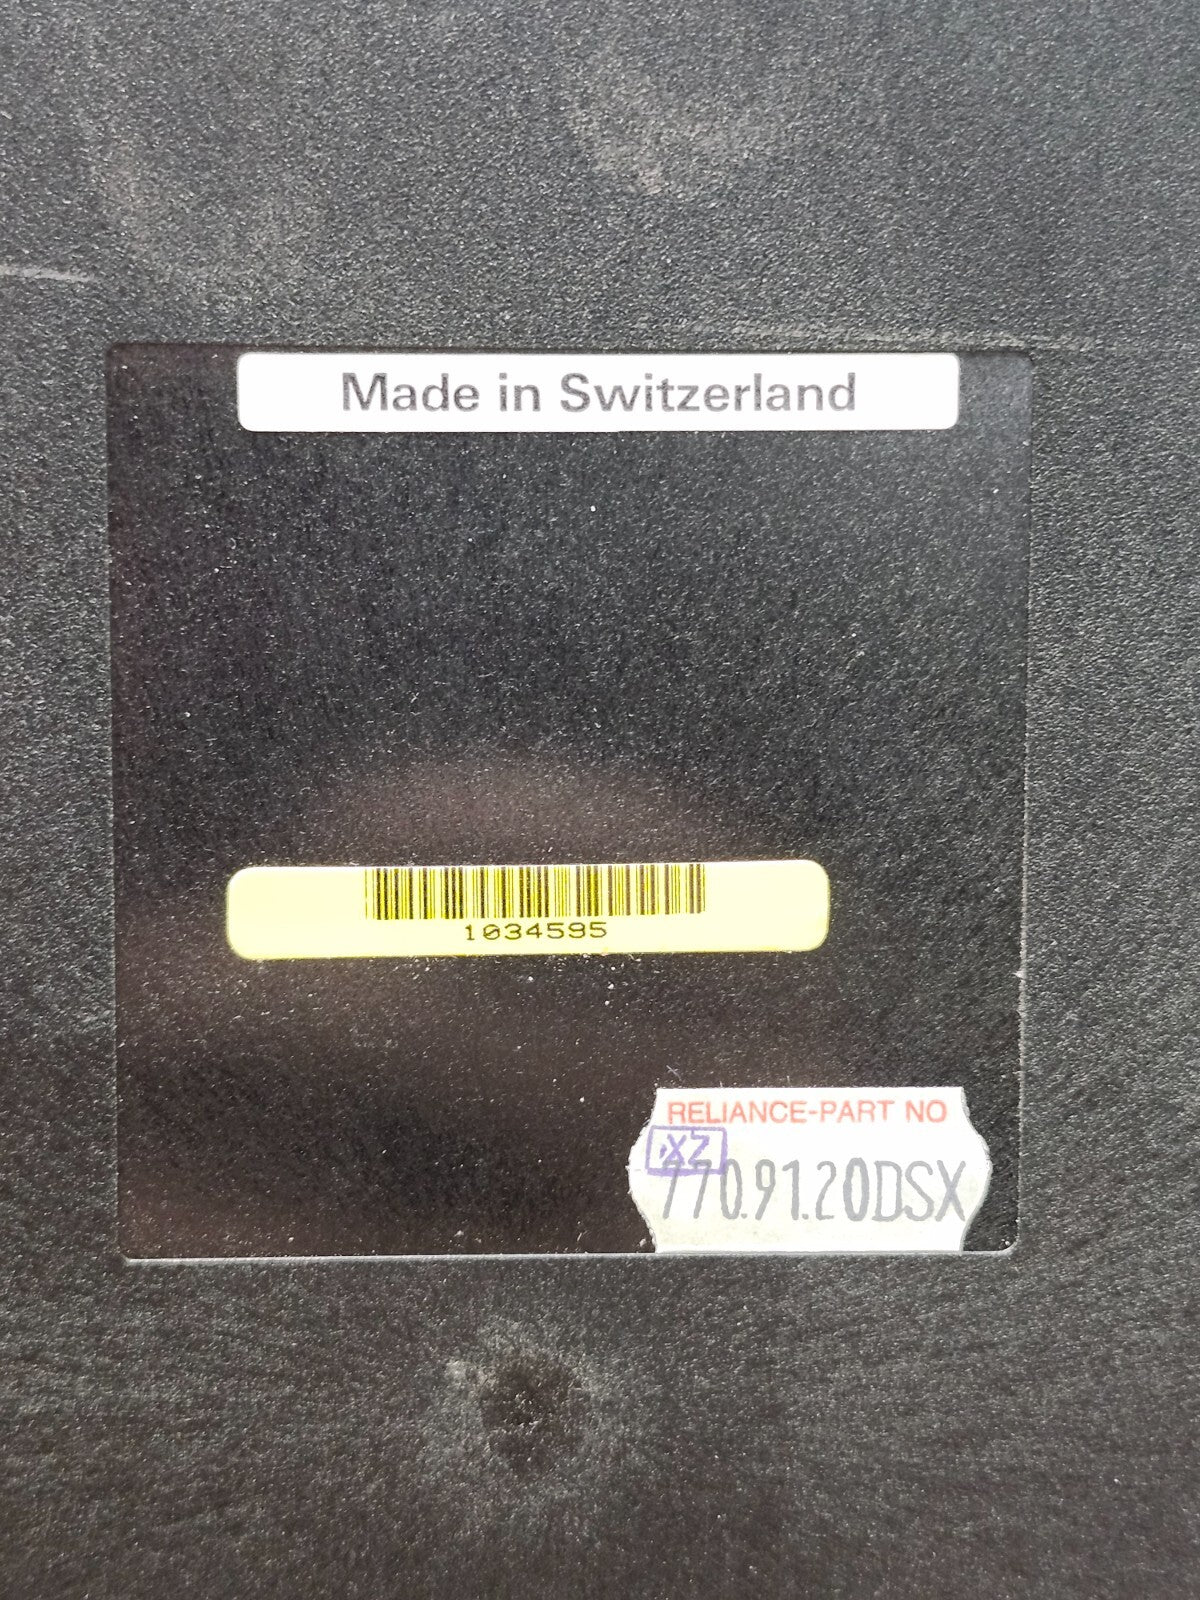 Made in Switzerland
1034595
RELIANCE-PART NO
XZ
770.91.20DSX